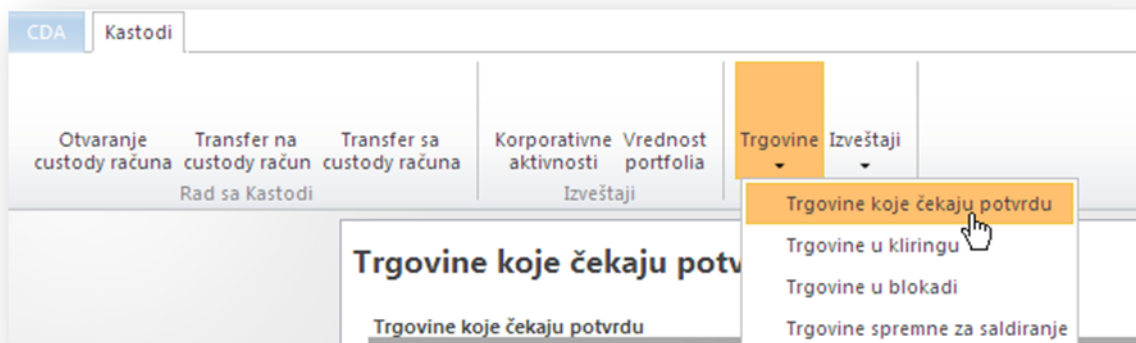 CDA Kastodi
Otvaranje Transfer na Transfer sa Korporativne Vrednost Trgovine Izveštaji
custody računa custody račun custody računa aktivnosti portfolia
Rad sa Kastodi Izveštaji
Trgovine koje čekaju potvrdu
Trgovine u kliringu
Trgovine koje čekaju potv
Trgovine u blokadi
Trgovine koje čekaju potvrdu Trgovine spremne za saldiranje